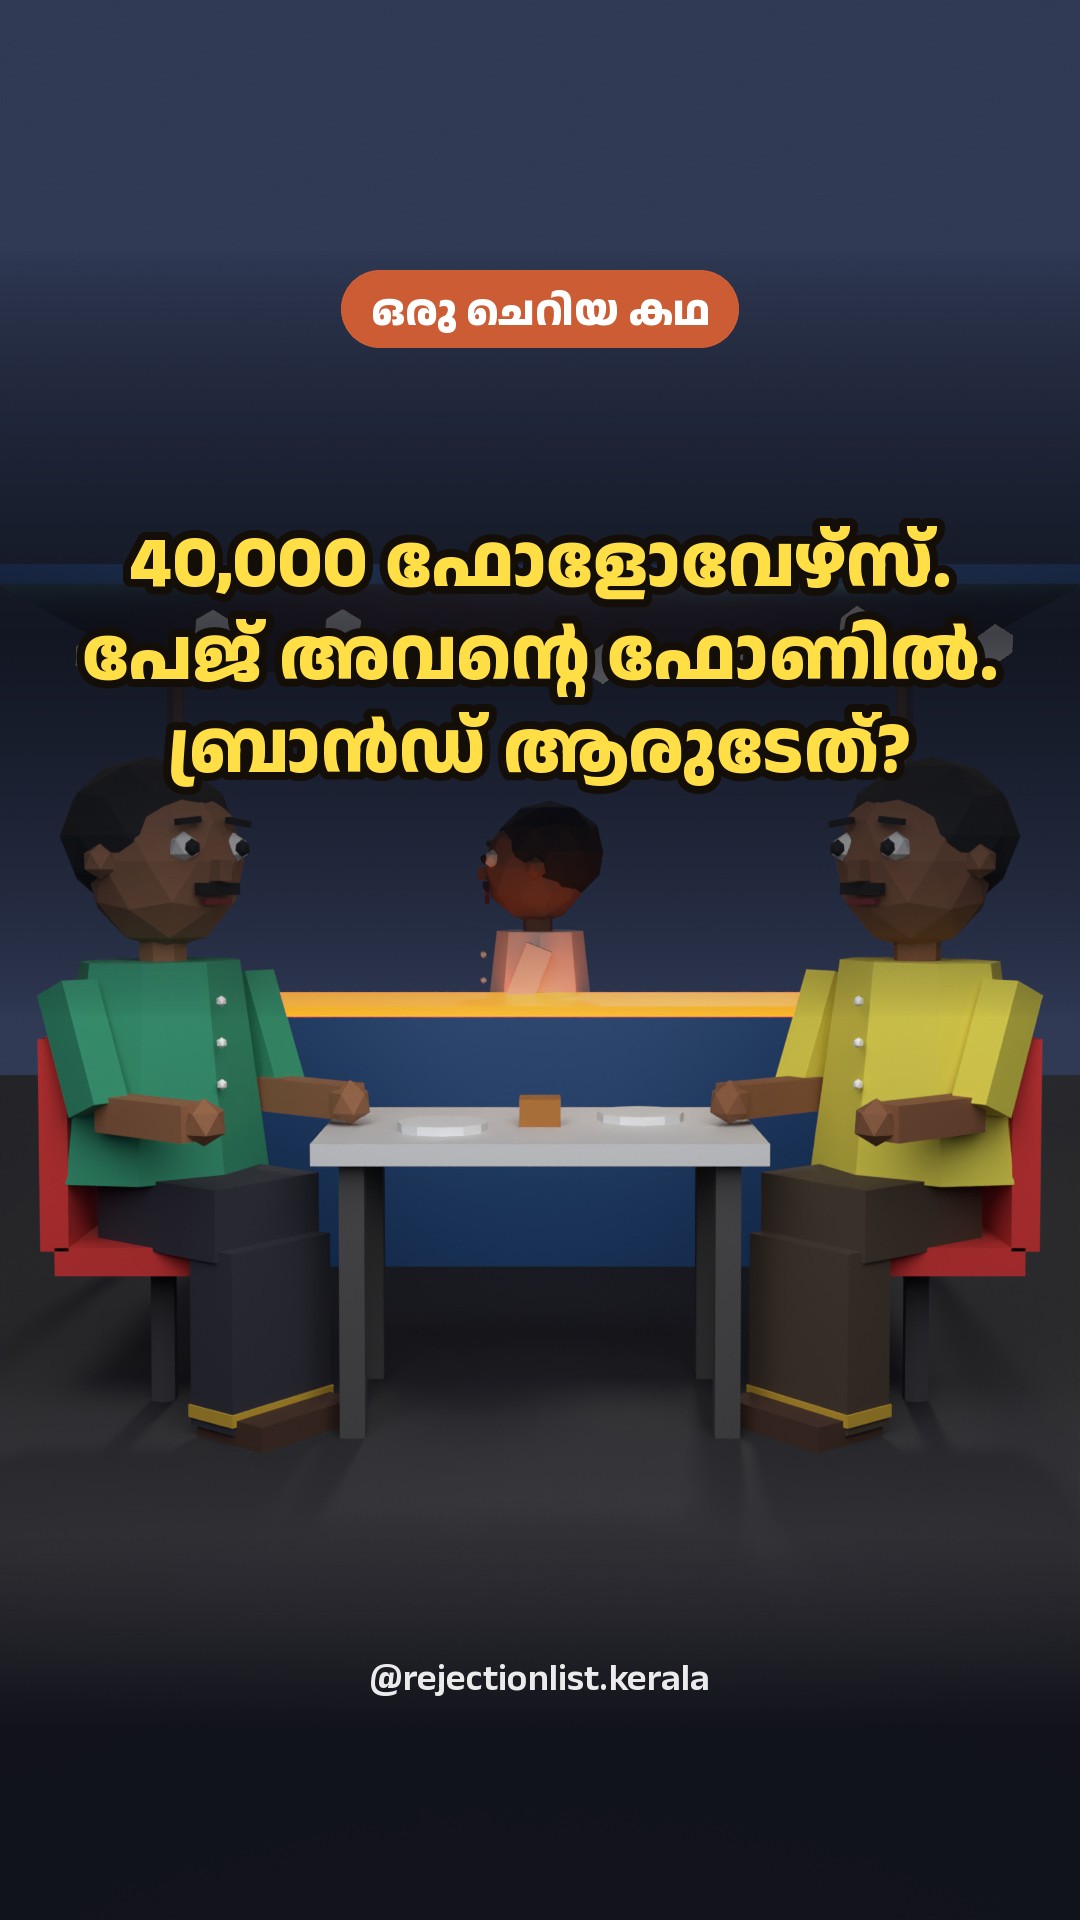 ഒരു ചെറിയ കഥ
40,000 ഫോളോവേഴ്സ്.
പേജ് അവന്റെ ഫോണിൽ.
ബ്രാൻഡ് ആരുടേത്?
@rejectionlist.kerala